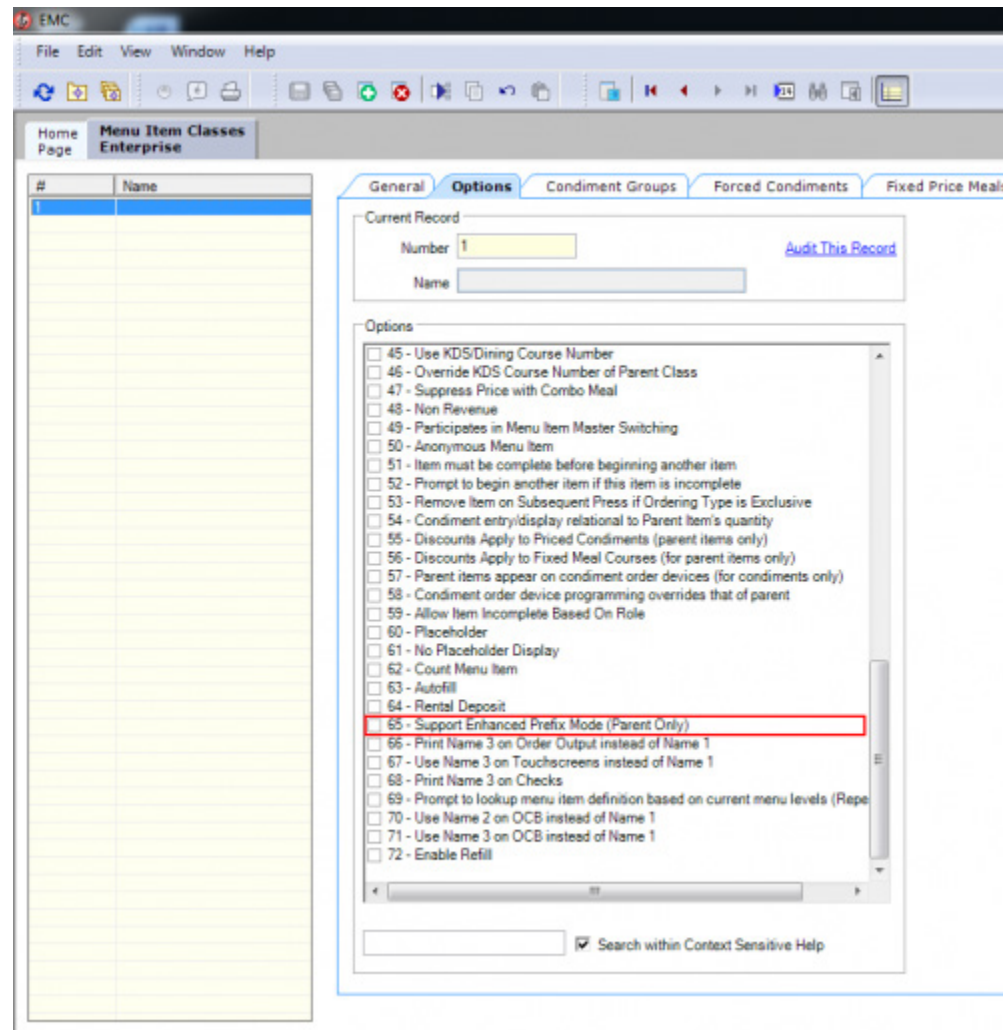 EMC
File Edit View Window Help
Home Page
Menu Item Classes
Enterprise
# Name
1
General Options Condiment Groups Forced Condiments Fixed Price Meals
Current Record
Number 1 Audit This Record
Name
Options
45 - Use KDS/Dining Course Number
46 - Override KDS Course Number of Parent Class
47 - Suppress Price with Combo Meal
48 - Non Revenue
49 - Participates in Menu Item Master Switching
50 - Anonymous Menu Item
51 - Item must be complete before beginning another item
52 - Prompt to begin another item if this item is incomplete
53 - Remove Item on Subsequent Press if Ordering Type is Exclusive
54 - Condiment entry/display relational to Parent Item's quantity
55 - Discounts Apply to Priced Condiments (parent items only)
56 - Discounts Apply to Fixed Meal Courses (for parent items only)
57 - Parent items appear on condiment order devices (for condiments only)
58 - Condiment order device programming overrides that of parent
59 - Allow Item Incomplete Based On Role
60 - Placeholder
61 - No Placeholder Display
62 - Count Menu Item
63 - Autofill
64 - Rental Deposit
65 - Support Enhanced Prefix Mode (Parent Only)
66 - Print Name 3 on Order Output instead of Name 1
67 - Use Name 3 on Touchscreens instead of Name 1
68 - Print Name 3 on Checks
69 - Prompt to lookup menu item definition based on current menu levels (Repe
70 - Use Name 2 on OCB instead of Name 1
71 - Use Name 3 on OCB instead of Name 1
72 - Enable Refill
Search within Context Sensitive Help